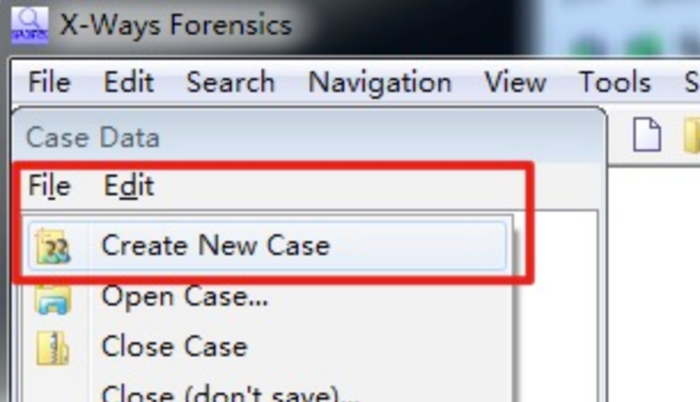 X-Ways Forensics
File Edit Search Navigation View Tools S
Case Data
File Edit
Create New Case
Open Case...
Close Case
Close (don't save)...